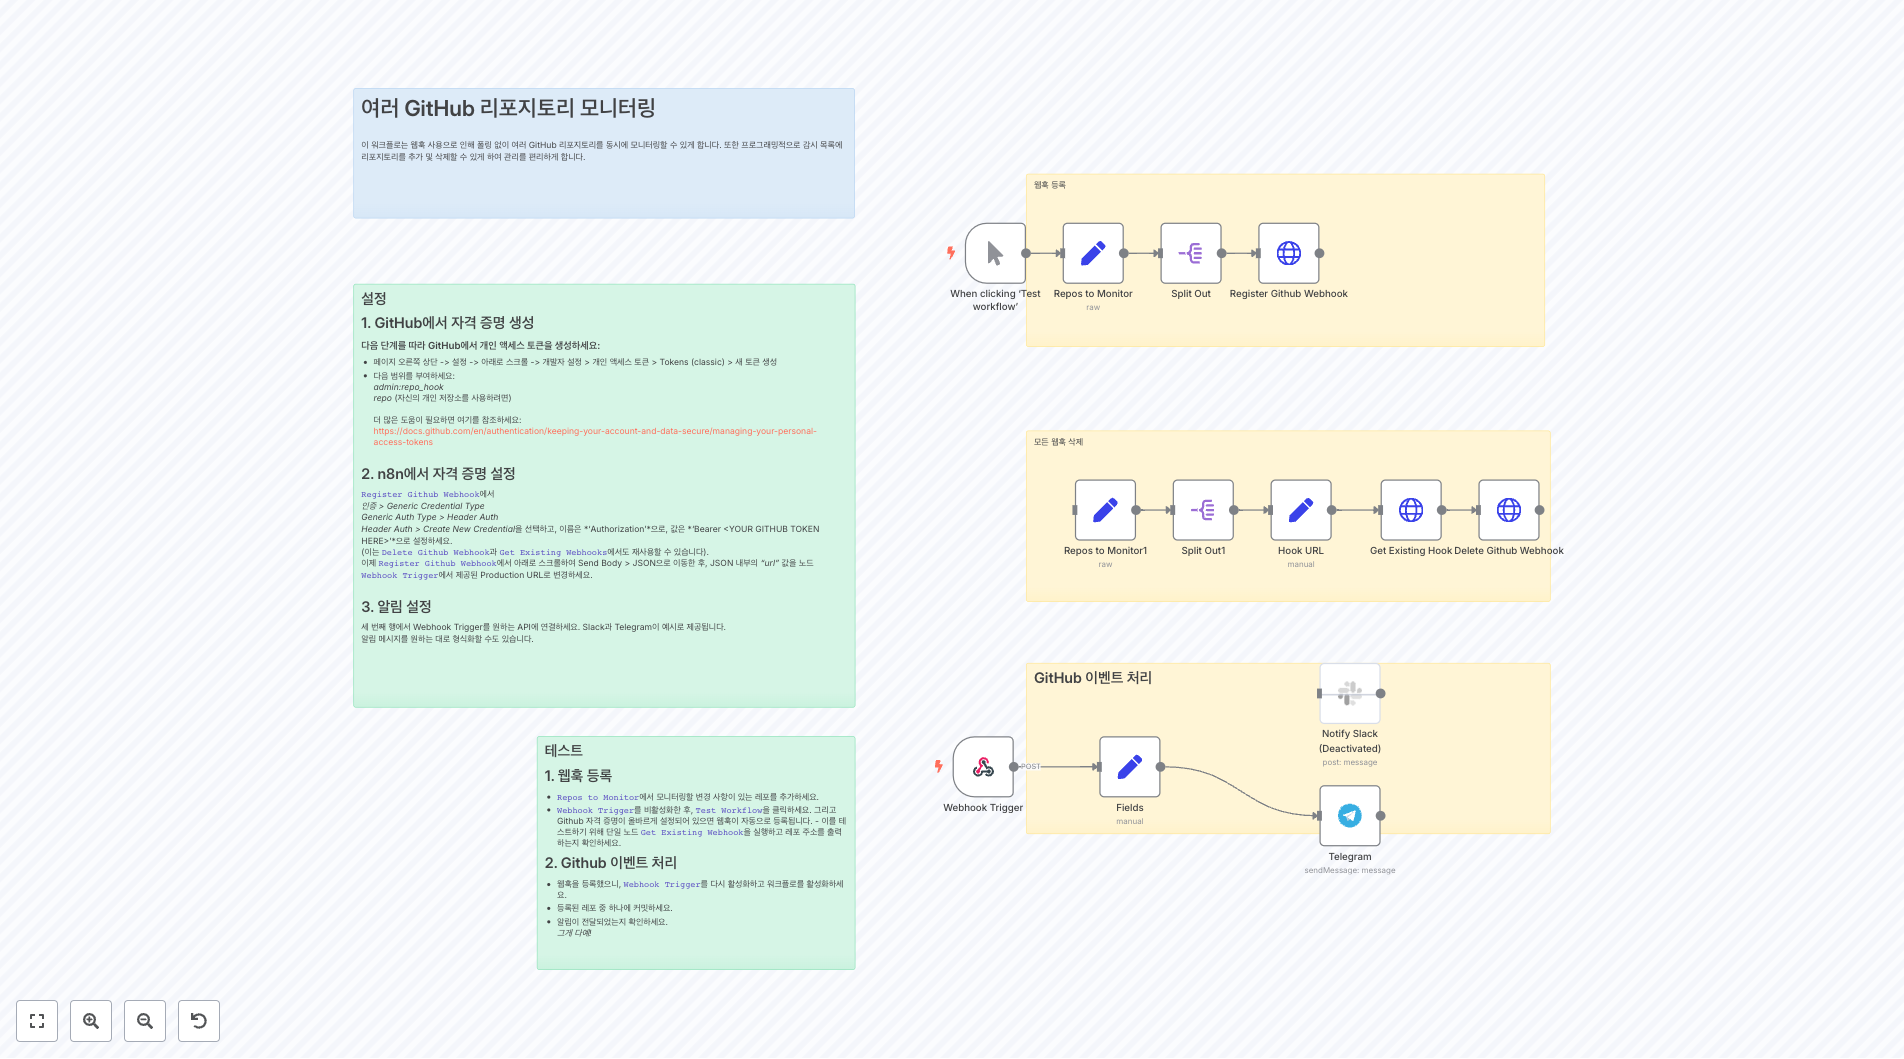 여러 GitHub 리포지토리 모니터링
이 워크플로는 웹훅 사용으로 인해 폴링 없이 여러 GitHub 리포지토리를 동시에 모니터링할 수 있게 합니다. 또한 프로그래밍적으로 감시 목록에
리포지토리를 추가 및 삭제할 수 있게 하여 관리를 편리하게 합니다.
설정
1. GitHub에서 자격 증명 생성
다음 단계를 따라 GitHub에서 개인 액세스 토큰을 생성하세요:
• 페이지 오른쪽 상단 -> 설정 -> 아래로 스크롤 -> 개발자 설정 > 개인 액세스 토큰 > Tokens (classic) > 새 토큰 생성
• 다음 범위를 부여하세요:
admin:repo_hook
repo (자신의 개인 저장소를 사용하려면)
더 많은 도움이 필요하면 여기를 참조하세요:
https://docs.github.com/en/authentication/keeping-your-account-and-data-secure/managing-your-personal-
access-tokens
2. n8n에서 자격 증명 설정
Register Github Webhook에서
인증 > Generic Credential Type
Generic Auth Type > Header Auth
Header Auth > Create New Credential을 선택하고, 이름은 *'Authorization'*으로, 값은 *'Bearer <YOUR GITHUB TOKEN
HERE>'*으로 설정하세요.
(이는 Delete Github Webhook과 Get Existing Webhooks에서도 재사용할 수 있습니다).
이제 Register Github Webhook에서 아래로 스크롤하여 Send Body > JSON으로 이동한 후, JSON 내부의 “url” 값을 노드
Webhook Trigger에서 제공된 Production URL로 변경하세요.
3. 알림 설정
세 번째 행에서 Webhook Trigger를 원하는 API에 연결하세요. Slack과 Telegram이 예시로 제공됩니다.
알림 메시지를 원하는 대로 형식화할 수도 있습니다.
테스트
1. 웹훅 등록
• Repos to Monitor에서 모니터링할 변경 사항이 있는 레포를 추가하세요.
• Webhook Trigger를 비활성화한 후, Test Workflow을 클릭하세요. 그리고
Github 자격 증명이 올바르게 설정되어 있으면 웹훅이 자동으로 등록됩니다. - 이를 테
스트하기 위해 단일 노드 Get Existing Webhook을 실행하고 레포 주소를 출력
하는지 확인하세요.
2. Github 이벤트 처리
• 웹훅을 등록했으니, Webhook Trigger를 다시 활성화하고 워크플로를 활성화하세
요.
• 등록된 레포 중 하나에 커밋하세요.
• 알림이 전달되었는지 확인하세요.
그게 다예!
웹훅 등록
When clicking ‘Test
workflow’
Repos to Monitor
raw
Split Out
Register Github Webhook
모든 웹훅 삭제
Repos to Monitor1
raw
Split Out1
Hook URL
manual
Get Existing Hook
Delete Github Webhook
GitHub 이벤트 처리
Notify Slack
(Deactivated)
post: message
POST
Webhook Trigger
Fields
manual
Telegram
sendMessage: message